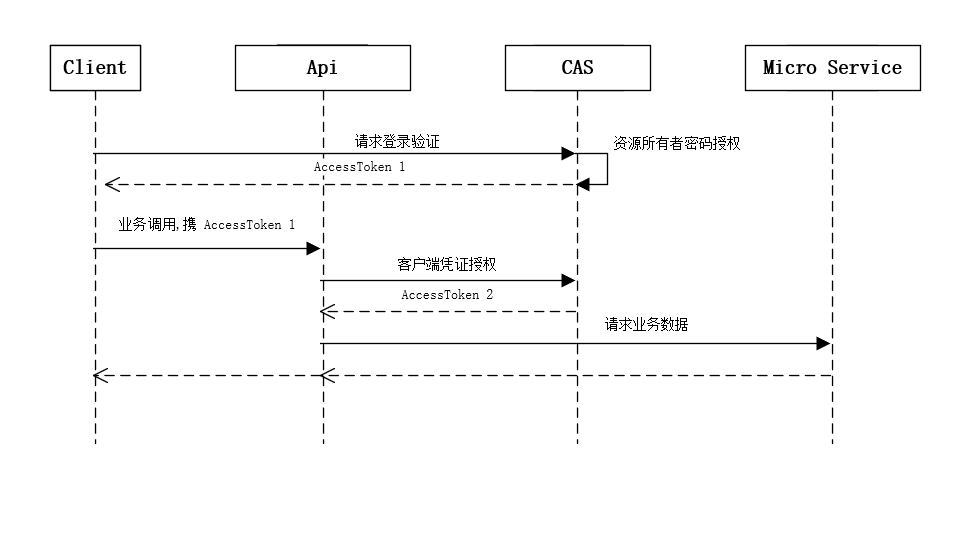 Client
Api
CAS
Micro Service
请求登录验证
资源所有者密码授权
AccessToken 1
业务调用,携 AccessToken 1
客户端凭证授权
AccessToken 2
请求业务数据